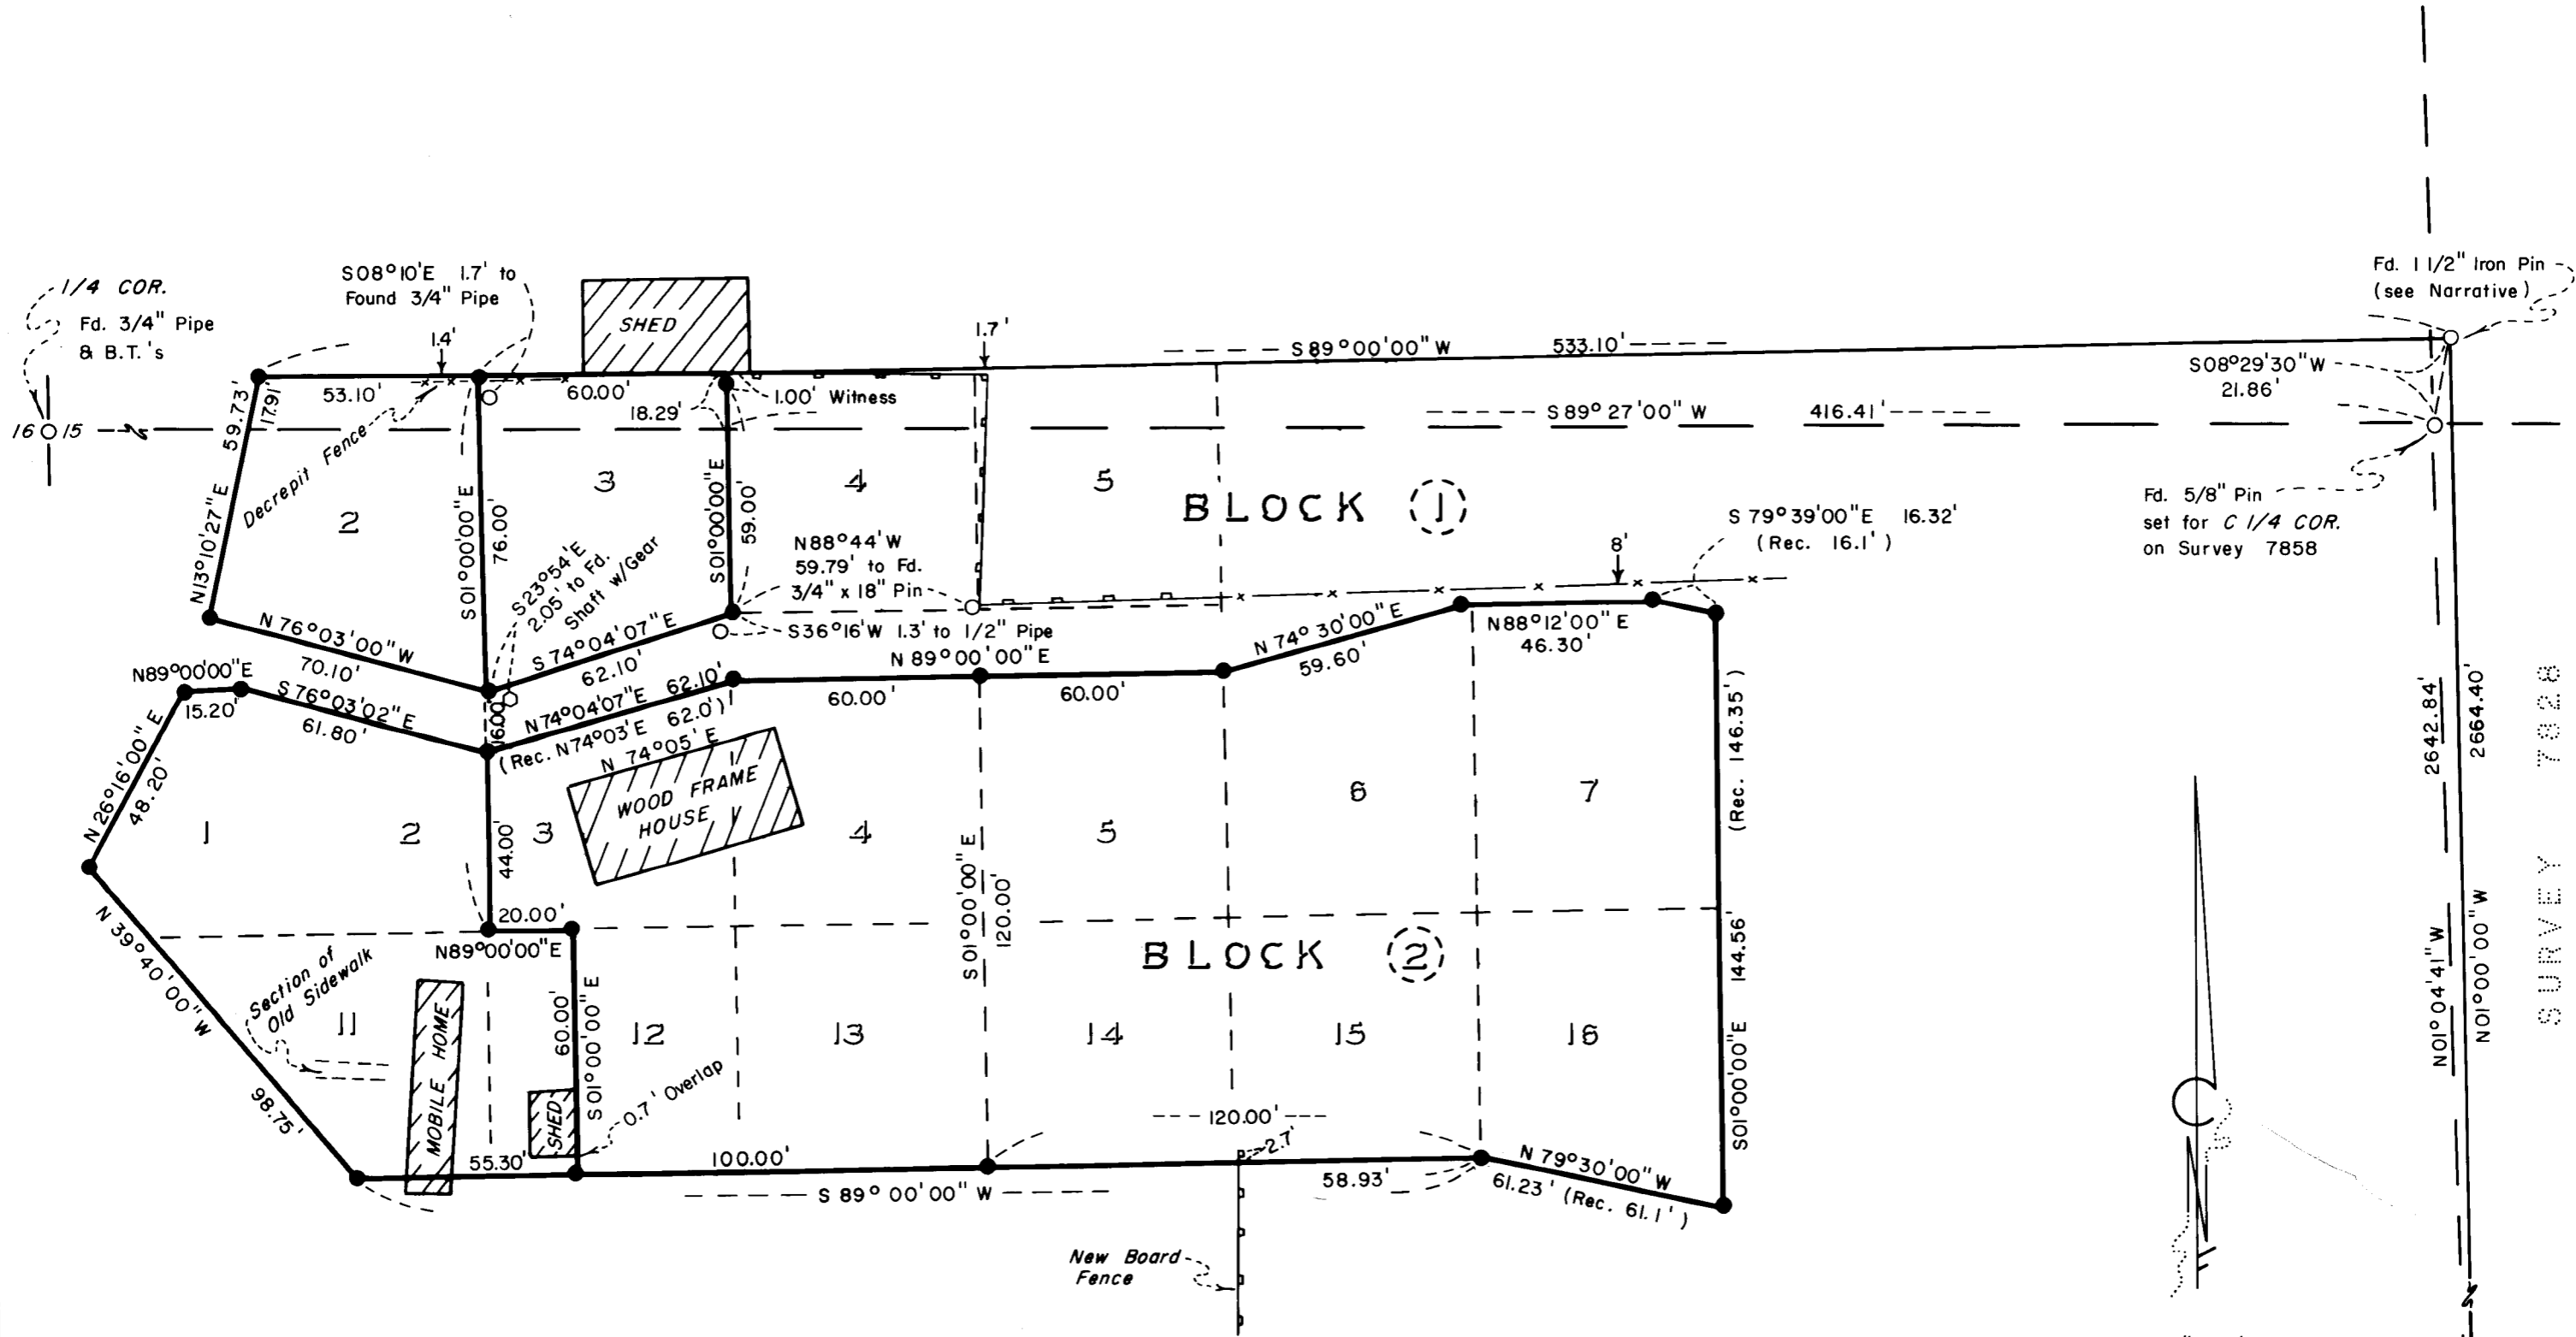 1/4 COR.
Fd. 3/4" Pipe
& B.T.'s
16 15
S08°10'E 1.7' to
Found 3/4" Pipe
1.4'
SHED
1.7'
S89°00'00"W 533.10'
Fd. 1 1/2" Iron Pin
(see Narrative)
S08°29'30"W
21.86'
53.10'
60.00'
18.29'
1.00' Witness
S89°27'00"W 416.41'
59.73'
17.91'
N13°10'27"E
Decrepit Fence
2
S01°00'00"E
76.00'
3
S01°00'00"E
59.00'
4
5
BLOCK 1
Fd. 5/8" Pin
set for C 1/4 COR.
on Survey 7858
S 79°39'00"E 16.32'
(Rec. 16.1')
8'
N88°44'W
59.79' to Fd.
3/4" x 18" Pin
S23°54'E
2.05' to Fd.
Shaft w/Gear
S36°16'W 1.3' to 1/2" Pipe
N 76°03'00"W
70.10'
S 74°04'07"E
62.10'
N 89°00'00"E
N 74°30'00"E
59.60'
N88°12'00"E
46.30'
N89°00'00"E
15.20'
S76°03'02"E
61.80'
16.00'
N74°04'07"E 62.10'
(Rec. N74°03'E 62.0')
N 74°05'E
60.00'
60.00'
WOOD FRAME
HOUSE
N 26°16'00"E
48.20'
1
2
3
44.00'
4
5
6
7
(Rec. 146.35')
144.56'
S01°00'00"E
2642.84'
2664.40'
N01°04'41"W
N01°00'00"W
SURVEY 7828
20.00'
N89°00'00"E
S01°00'00"E
120.00'
BLOCK 2
N 39°40'00"W
98.75'
Section of
Old Sidewalk
11
MOBILE HOME
60.00'
S01°00'00"E
12
13
14
15
16
SHED
0.7' Overlap
120.00'
2.7'
55.30'
100.00'
S 89°00'00"W
58.93'
N 79°30'00"W
61.23' (Rec. 61.1')
New Board
Fence
N